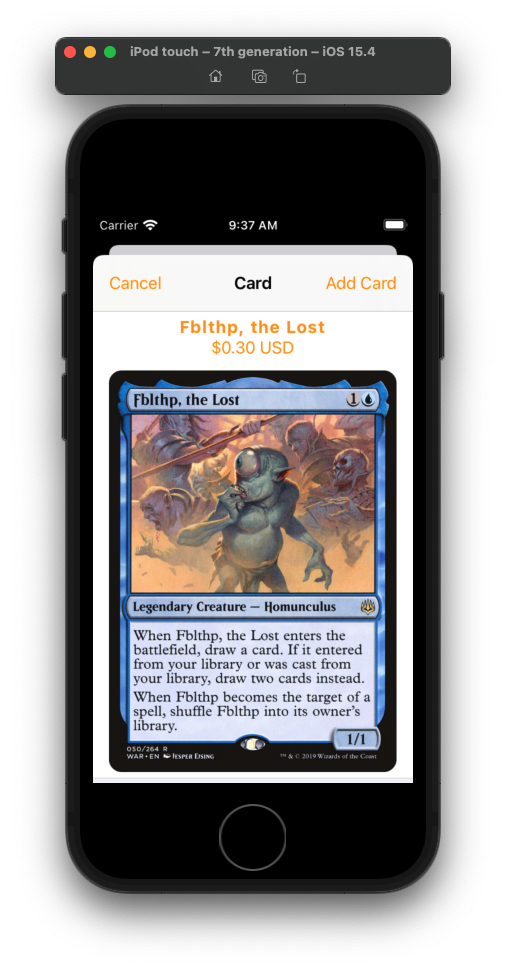 iPod touch – 7th generation – iOS 15.4
Carrier
9:37 AM
Cancel
Card
Add Card
Fblthp, the Lost
$0.30 USD
Fblthp, the Lost
1
Legendary Creature — Homunculus
When Fblthp, the Lost enters the
battlefield, draw a card. If it entered
from your library or was cast from
your library, draw two cards instead.
When Fblthp becomes the target of a
spell, shuffle Fblthp into its owner's
library.
1/1
050/264 R
WAR • EN Jesper Eising
™ & © 2019 Wizards of the Coast